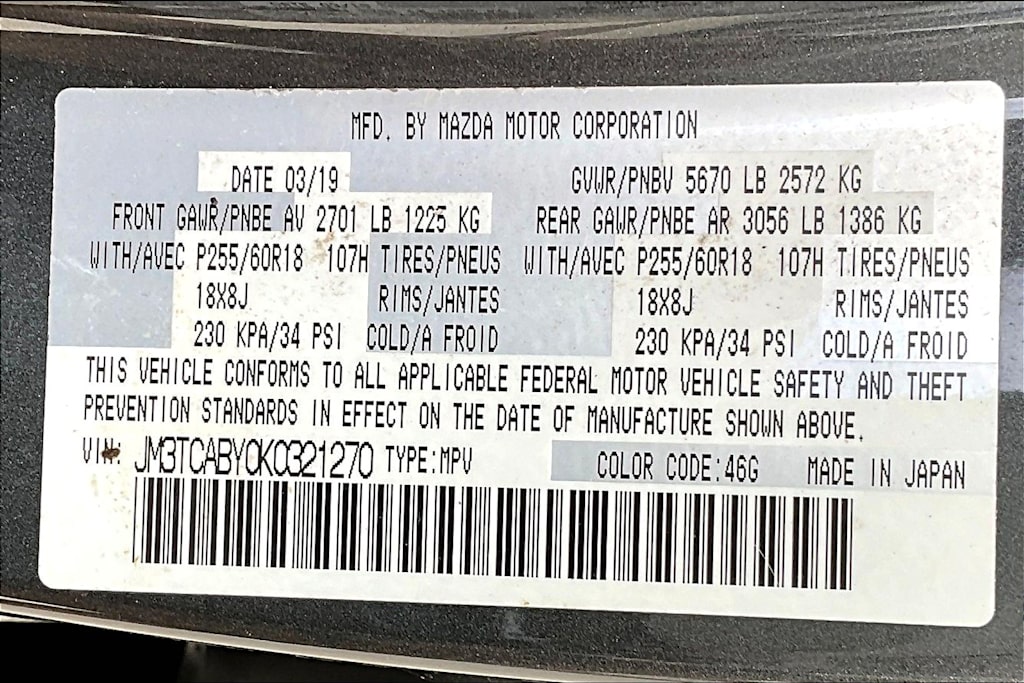 MFD. BY MAZDA MOTOR CORPORATION
DATE 03/19 GVWR/PNBV 5670 LB 2572 KG
FRONT GAWR/PNBE AV 2701 LB 1225 KG REAR GAWR/PNBE AR 3056 LB 1386 KG
WITH/AVEC P255/60R18 107H TIRES/PNEUS WITH/AVEC P255/60R18 107H TIRES/PNEUS
18X8J RIMS/JANTES 18X8J RIMS/JANTES
230 KPA/34 PSI COLD/A FROID 230 KPA/34 PSI COLD/A FROID
THIS VEHICLE CONFORMS TO ALL APPLICABLE FEDERAL MOTOR VEHICLE SAFETY AND THEFT
PREVENTION STANDARDS IN EFFECT ON THE DATE OF MANUFACTURE SHOWN ABOVE.
VIN: JM3TCABY0K0321270 TYPE:MPV COLOR CODE:46G MADE IN JAPAN